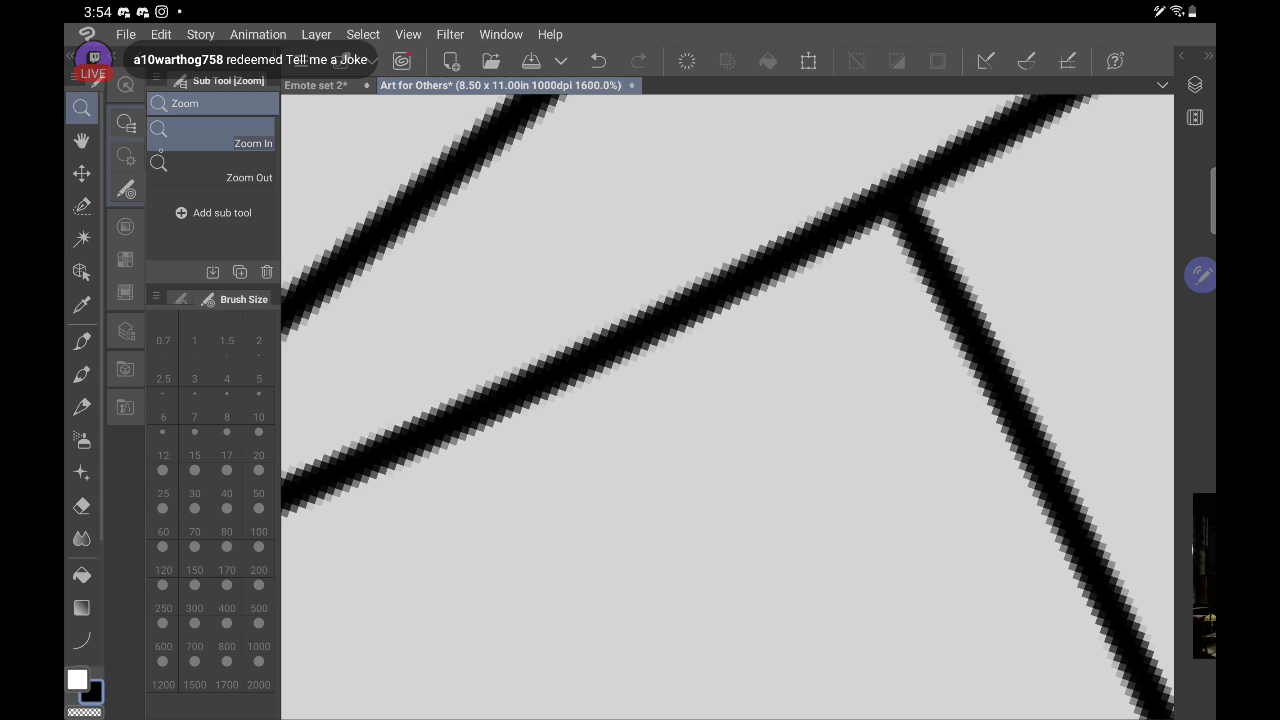 3:54
File Edit Story Animation Layer Select View Filter Window Help
a10warthog758 redeemed Tell me a Joke
LIVE
Sub Tool [Zoom]
Emote set 2* Art for Others* (8.50 x 11.00in 1000dpi 1600.0%)
Zoom
Zoom In
Zoom Out
Add sub tool
Brush Size
0.7 1 1.5 2
2.5 3 4 5
6 7 8 10
12 15 17 20
25 30 40 50
60 70 80 100
120 150 170 200
250 300 400 500
600 700 800 1000
1200 1500 1700 2000